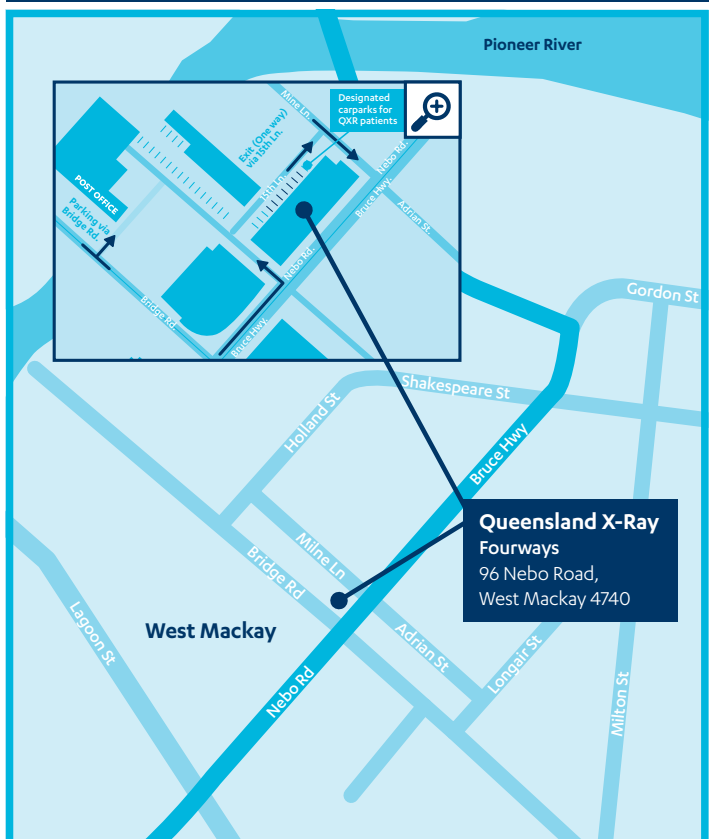 Pioneer River
Designated
carparks for
QXR patients
Mine Ln.
Exit (One way)
via 15th Ln.
15th Ln.
Nebo Rd.
Bruce Hwy.
Adrian St.
POST OFFICE
Parking via
Bridge Rd.
Bridge Rd.
Nebo Rd.
Bruce Hwy.
Gordon St
Shakespeare St
Holland St
Bruce Hwy
Queensland X-Ray
Fourways
96 Nebo Road,
West Mackay 4740
Milne Ln
Bridge Rd
West Mackay
Lagoon St
Adrian St
Longair St
Nebo Rd
Milton St